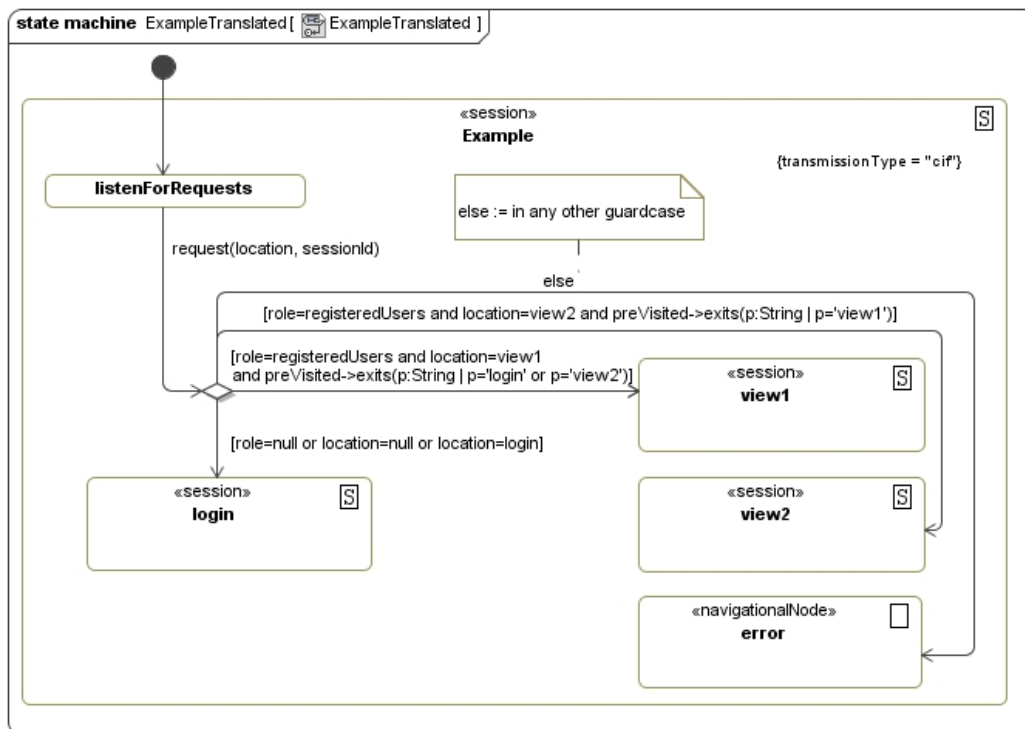 state machine ExampleTranslated [ ExampleTranslated ]
«session»
S
Example
{transmissionType = "cif"}
listenForRequests
else := in any other guardcase
request(location, sessionId)
else
[role=registeredUsers and location=view2 and preVisited->exits(p:String | p='view1')]
[role=registeredUsers and location=view1
and preVisited->exits(p:String | p='login' or p='view2')]
«session»
S
view1
[role=null or location=null or location=login]
«session»
S
login
«session»
S
view2
«navigationalNode»
error